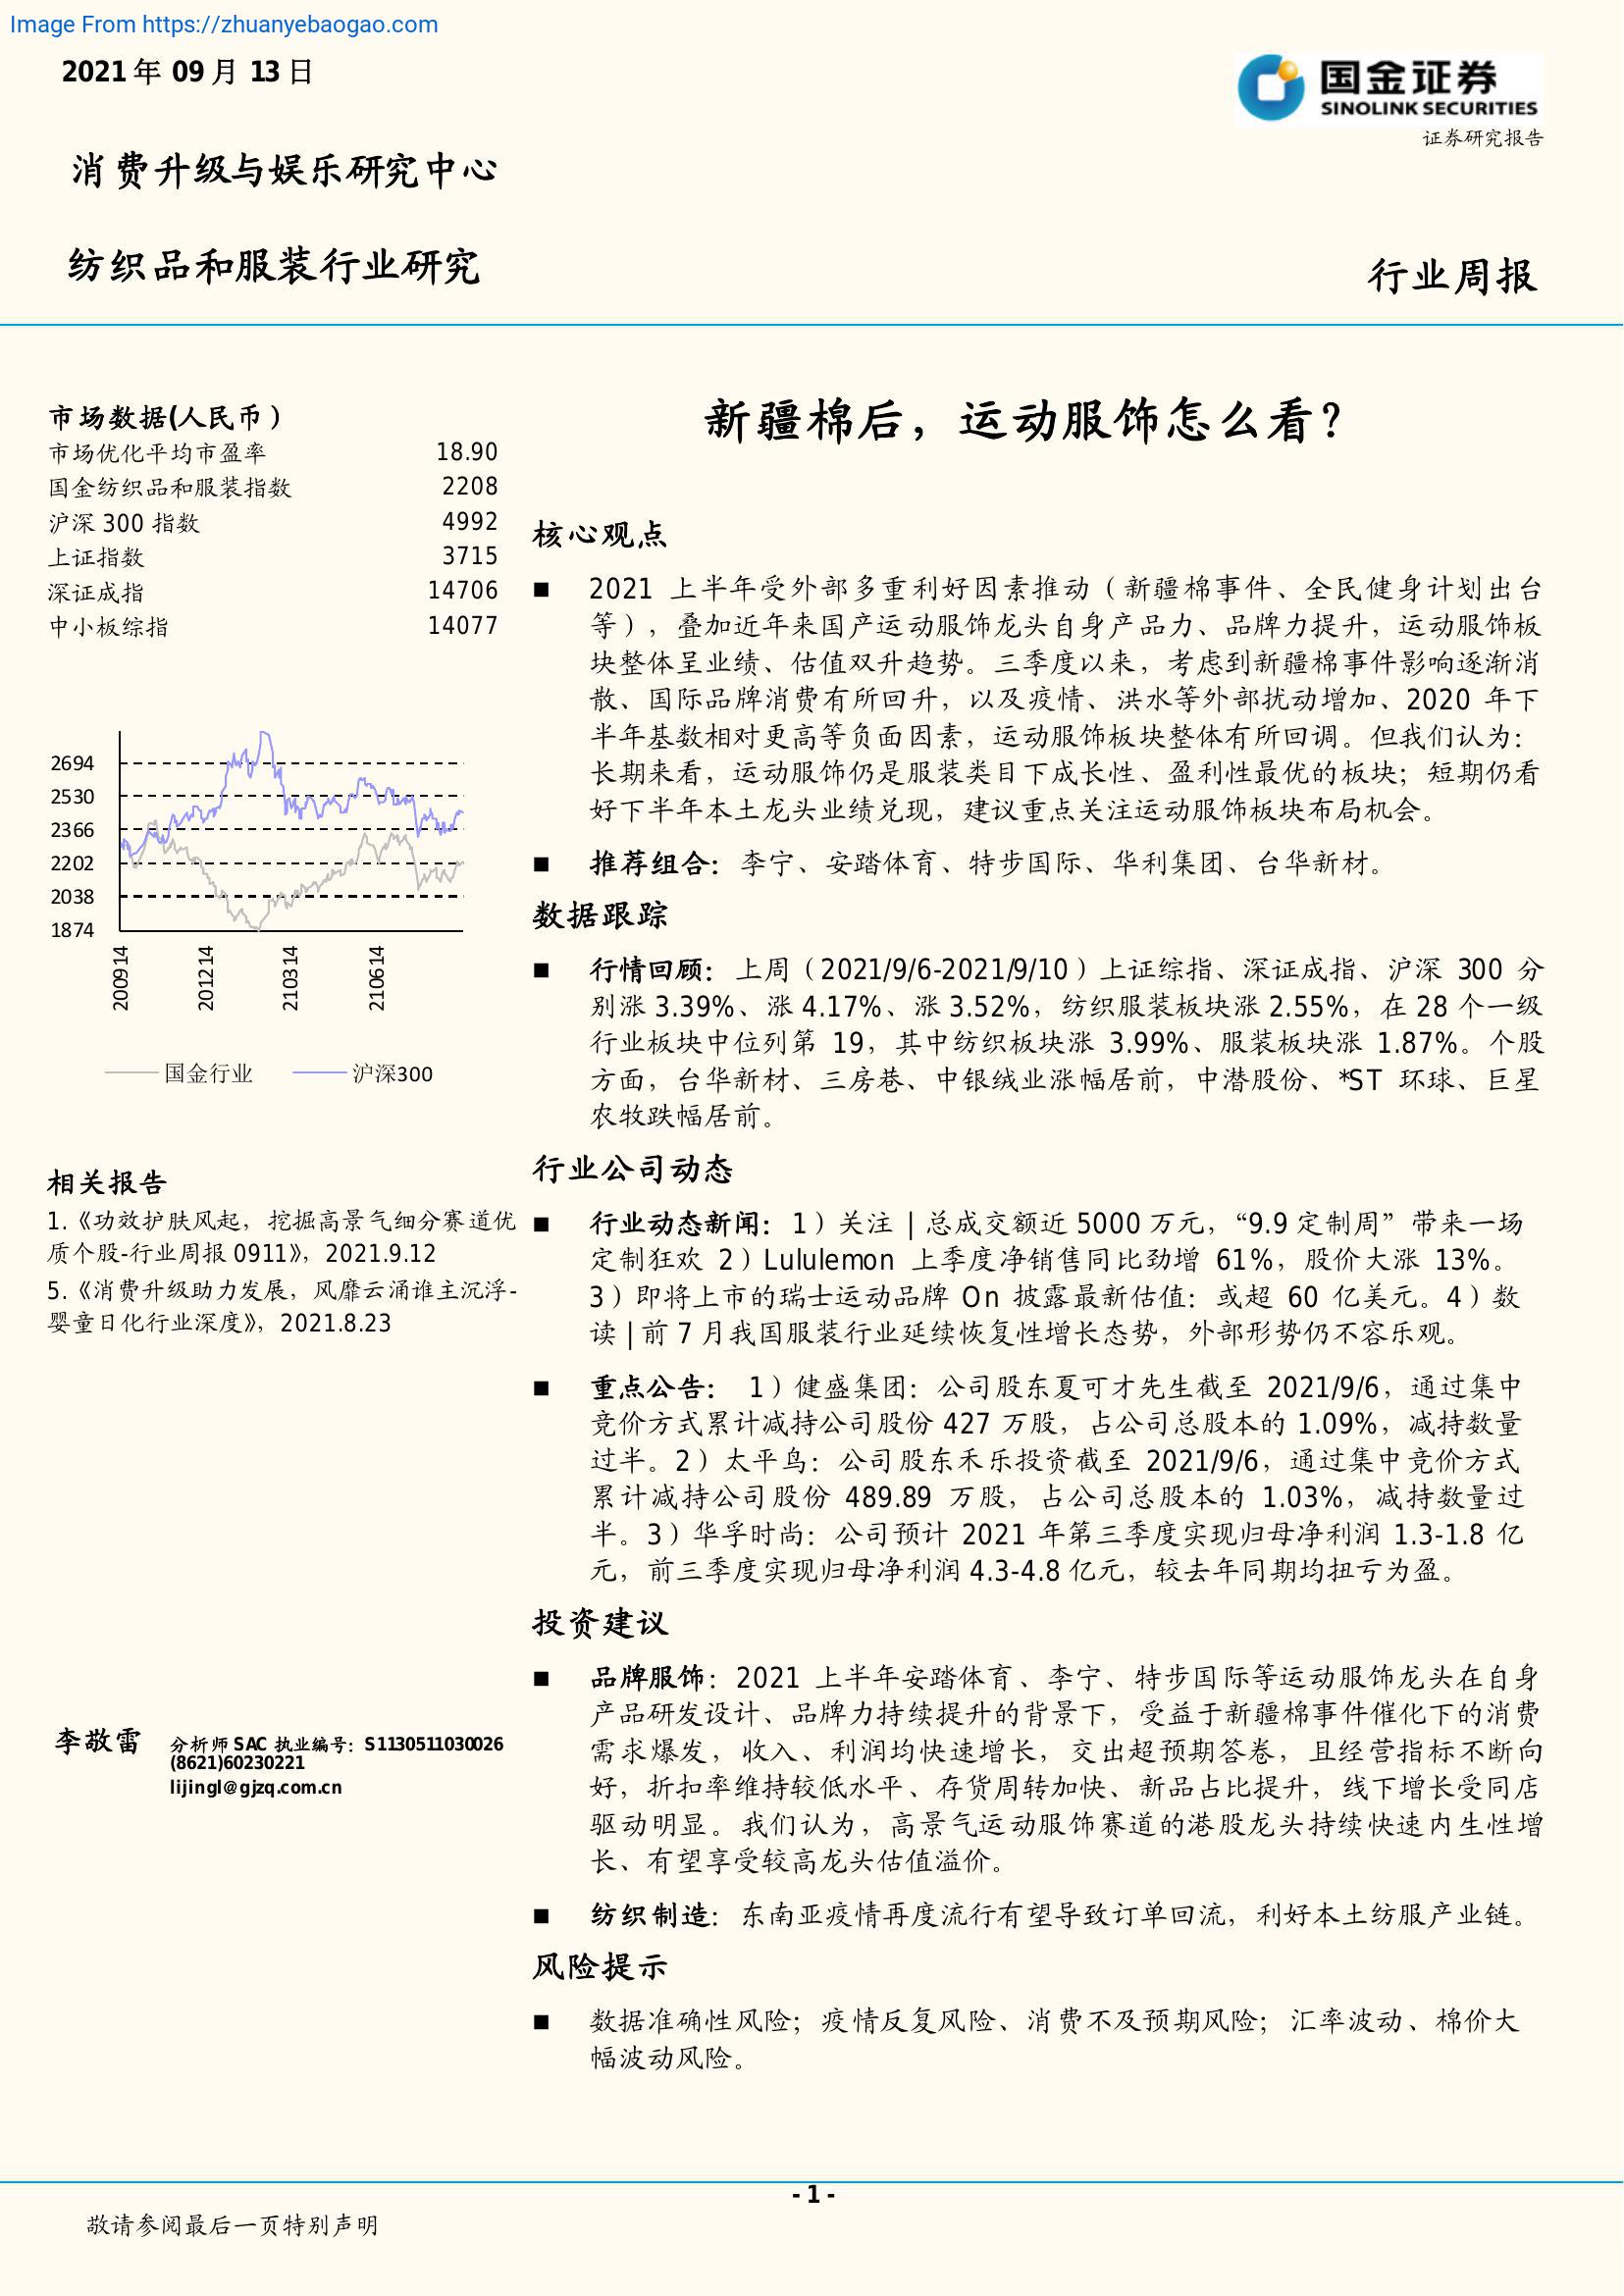 Image From https://zhuanyebaogao.com
2021 年 09 月 13 日
国金证券
SINOLINK SECURITIES
证券研究报告
消费升级与娱乐研究中心
纺织品和服装行业研究
行业周报
市场数据(人民币）
市场优化平均市盈率 18.90
国金纺织品和服装指数 2208
沪深 300 指数 4992
上证指数 3715
深证成指 14706
中小板综指 14077
2694
2530
2366
2202
2038
1874
200914
201214
210314
210614
国金行业 沪深300
相关报告
1.《功效护肤风起，挖掘高景气细分赛道优
质个股-行业周报 0911》，2021.9.12
5.《消费升级助力发展，风靡云涌谁主沉浮-
婴童日化行业深度》，2021.8.23
李敬雷 分析师 SAC 执业编号：S1130511030026
(8621)60230221
lijingl@gjzq.com.cn
新疆棉后，运动服饰怎么看？
核心观点
■ 2021 上半年受外部多重利好因素推动（新疆棉事件、全民健身计划出台
等），叠加近年来国产运动服饰龙头自身产品力、品牌力提升，运动服饰板
块整体呈业绩、估值双升趋势。三季度以来，考虑到新疆棉事件影响逐渐消
散、国际品牌消费有所回升，以及疫情、洪水等外部扰动增加、2020 年下
半年基数相对更高等负面因素，运动服饰板块整体有所回调。但我们认为：
长期来看，运动服饰仍是服装类目下成长性、盈利性最优的板块；短期仍看
好下半年本土龙头业绩兑现，建议重点关注运动服饰板块布局机会。
■ 推荐组合：李宁、安踏体育、特步国际、华利集团、台华新材。
数据跟踪
■ 行情回顾：上周（2021/9/6-2021/9/10）上证综指、深证成指、沪深 300 分
别涨 3.39%、涨 4.17%、涨 3.52%，纺织服装板块涨 2.55%，在 28 个一级
行业板块中位列第 19，其中纺织板块涨 3.99%、服装板块涨 1.87%。个股
方面，台华新材、三房巷、中银绒业涨幅居前，中潜股份、*ST 环球、巨星
农牧跌幅居前。
行业公司动态
■ 行业动态新闻：1）关注 | 总成交额近 5000 万元，“9.9 定制周”带来一场
定制狂欢 2）Lululemon 上季度净销售同比劲增 61%，股价大涨 13%。
3）即将上市的瑞士运动品牌 On 披露最新估值：或超 60 亿美元。4）数
读 | 前 7 月我国服装行业延续恢复性增长态势，外部形势仍不容乐观。
■ 重点公告： 1）健盛集团：公司股东夏可才先生截至 2021/9/6，通过集中
竞价方式累计减持公司股份 427 万股，占公司总股本的 1.09%，减持数量
过半。2）太平鸟：公司股东禾乐投资截至 2021/9/6，通过集中竞价方式
累计减持公司股份 489.89 万股，占公司总股本的 1.03%，减持数量过
半。3）华孚时尚：公司预计 2021 年第三季度实现归母净利润 1.3-1.8 亿
元，前三季度实现归母净利润 4.3-4.8 亿元，较去年同期均扭亏为盈。
投资建议
■ 品牌服饰：2021 上半年安踏体育、李宁、特步国际等运动服饰龙头在自身
产品研发设计、品牌力持续提升的背景下，受益于新疆棉事件催化下的消费
需求爆发，收入、利润均快速增长，交出超预期答卷，且经营指标不断向
好，折扣率维持较低水平、存货周转加快、新品占比提升，线下增长受同店
驱动明显。我们认为，高景气运动服饰赛道的港股龙头持续快速内生性增
长、有望享受较高龙头估值溢价。
■ 纺织制造：东南亚疫情再度流行有望导致订单回流，利好本土纺服产业链。
风险提示
■ 数据准确性风险；疫情反复风险、消费不及预期风险；汇率波动、棉价大
幅波动风险。
- 1 -
敬请参阅最后一页特别声明